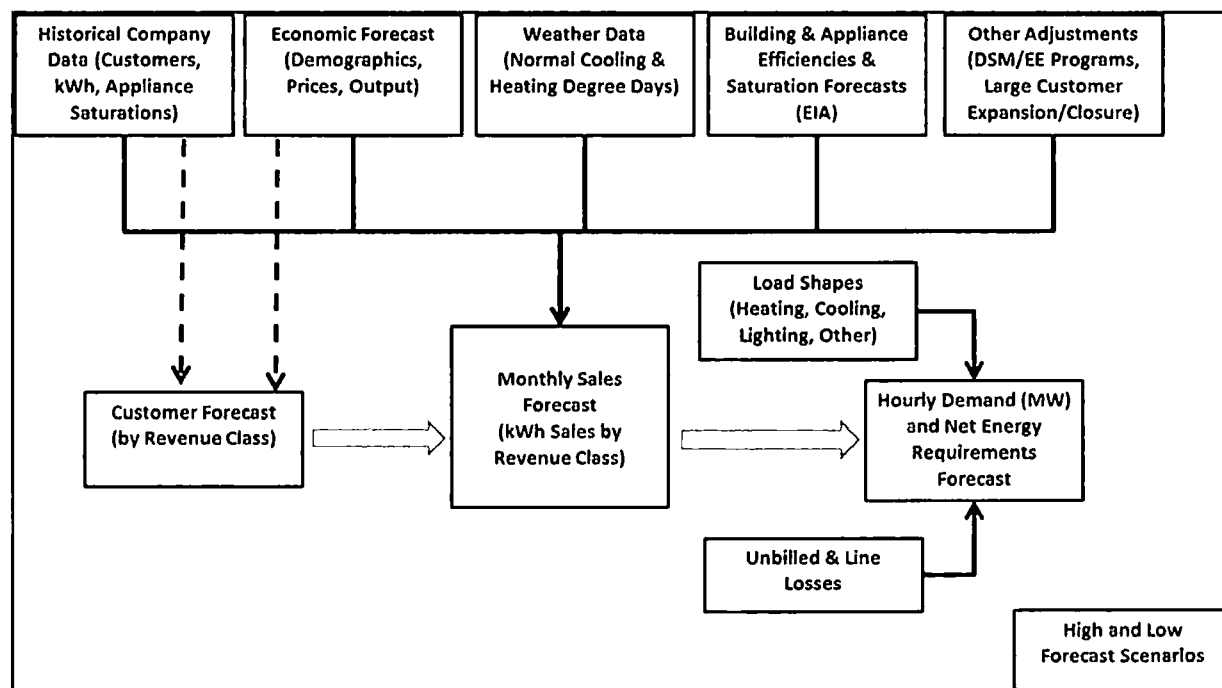 Historical Company
Data (Customers,
kWh, Appliance
Saturations)
Economic Forecast
(Demographics,
Prices, Output)
Weather Data
(Normal Cooling &
Heating Degree Days)
Building & Appliance
Efficiencies &
Saturation Forecasts
(EIA)
Other Adjustments
(DSM/EE Programs,
Large Customer
Expansion/Closure)
Load Shapes
(Heating, Cooling,
Lighting, Other)
Customer Forecast
(by Revenue Class)
Monthly Sales
Forecast
(kWh Sales by
Revenue Class)
Hourly Demand (MW)
and Net Energy
Requirements
Forecast
Unbilled & Line
Losses
High and Low
Forecast Scenarios